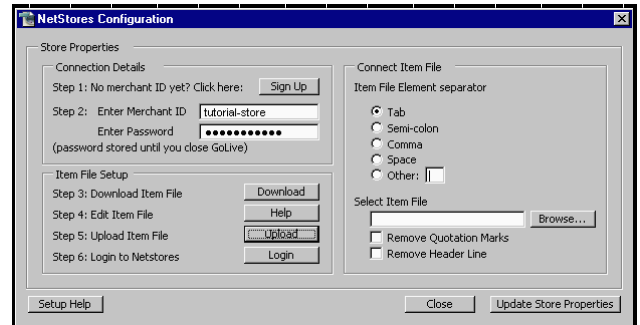 NetStores Configuration
Store Properties
Connection Details
Step 1: No merchant ID yet? Click here: Sign Up
Step 2: Enter Merchant ID tutorial-store
Enter Password ●●●●●●●●●●●
(password stored until you close GoLive)
Item File Setup
Step 3: Download Item File Download
Step 4: Edit Item File Help
Step 5: Upload Item File Upload
Step 6: Login to Netstores Login
Connect Item File
Item File Element separator
Tab
Semi-colon
Comma
Space
Other:
Select Item File
Browse...
Remove Quotation Marks
Remove Header Line
Setup Help
Close
Update Store Properties